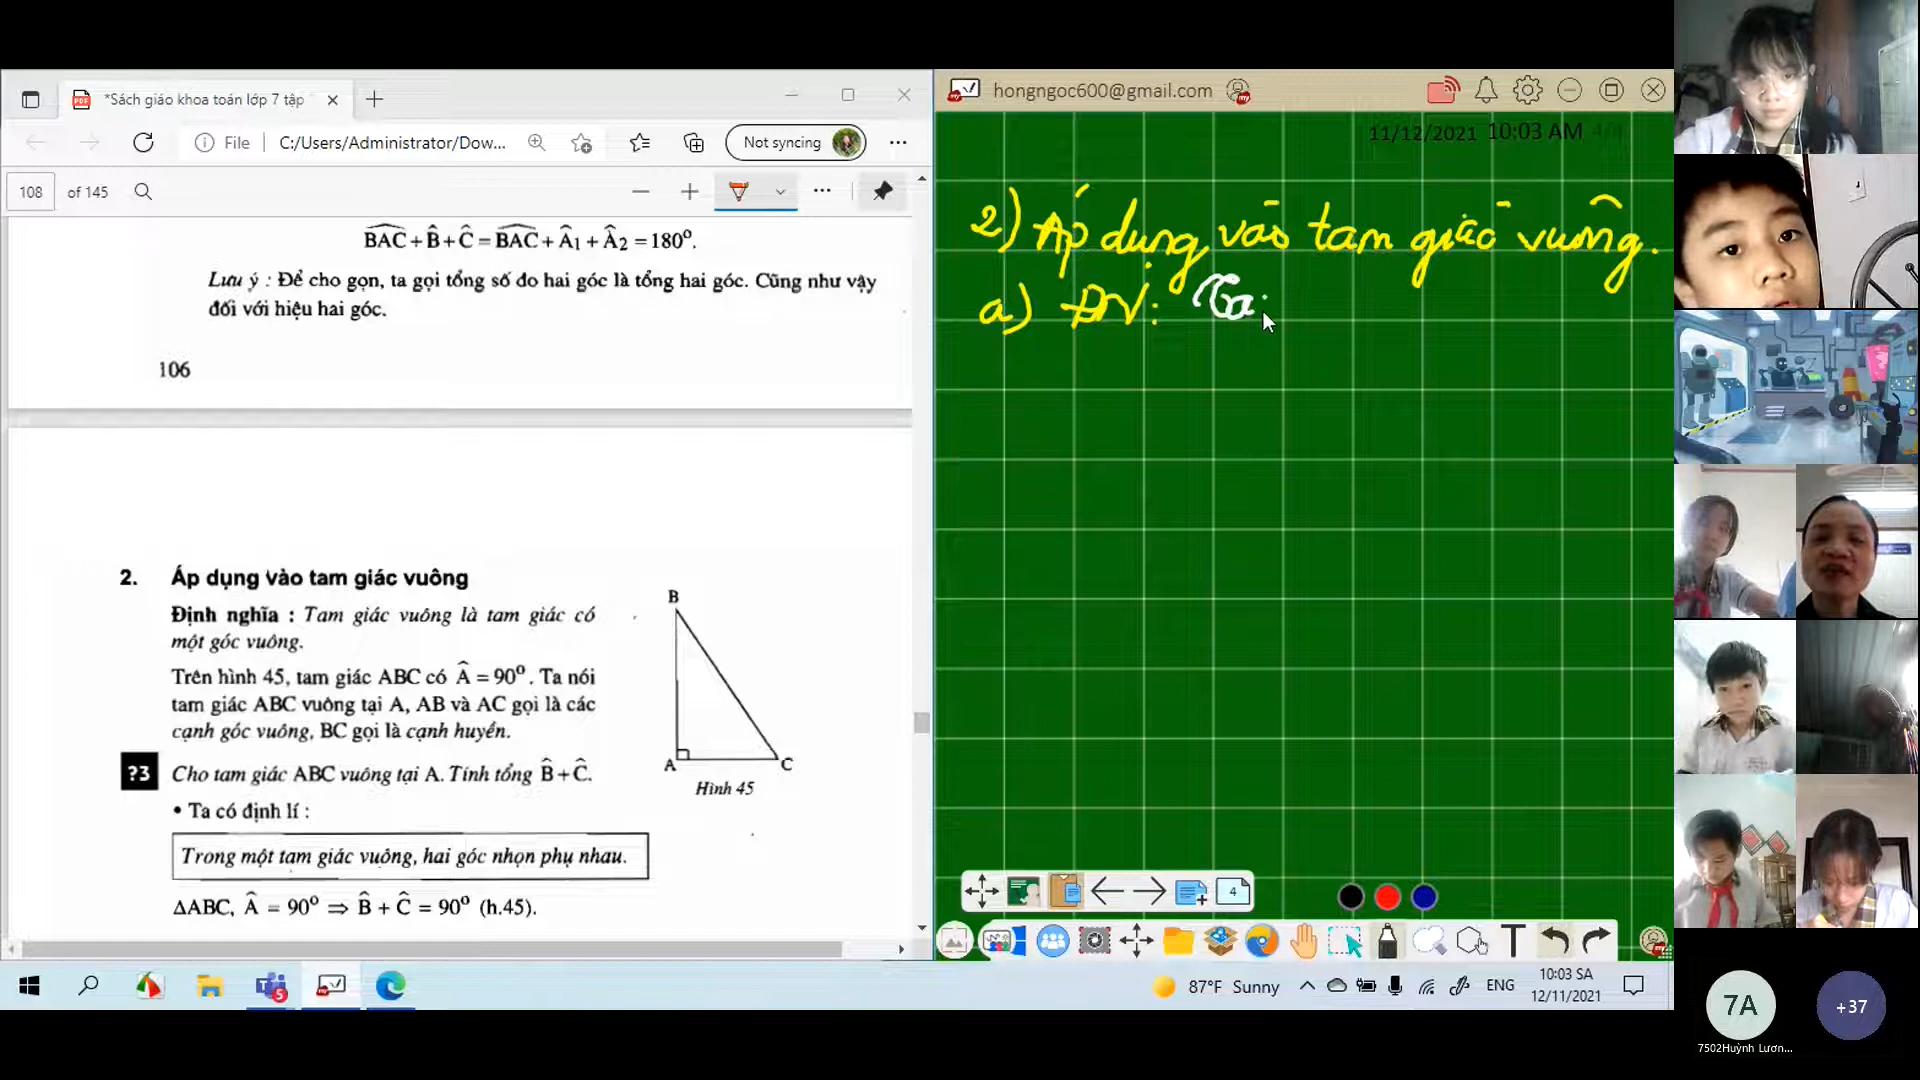 *Sách giáo khoa toán lớp 7 tập
File
C:/Users/Administrator/Dow...
Not syncing
108 of 145
BAC + B̂ + Ĉ = BAC + Â1 + Â2 = 180°.
Lưu ý : Để cho gọn, ta gọi tổng số đo hai góc là tổng hai góc. Cũng như vậy
đối với hiệu hai góc.
106
2. Áp dụng vào tam giác vuông
Định nghĩa : Tam giác vuông là tam giác có
một góc vuông.
Trên hình 45, tam giác ABC có Â = 90°. Ta nói
tam giác ABC vuông tại A, AB và AC gọi là các
cạnh góc vuông, BC gọi là cạnh huyền.
?3 Cho tam giác ABC vuông tại A. Tính tổng B̂ + Ĉ.
• Ta có định lí :
Trong một tam giác vuông, hai góc nhọn phụ nhau.
ΔABC, Â = 90° ⇒ B̂ + Ĉ = 90° (h.45).
B
A
C
Hình 45
hongngoc600@gmail.com
11/12/2021 10:03 AM 4/4
2) Áp dụng vào tam giác vuông.
a) ĐN: Ta
4
T
87°F Sunny
ENG
10:03 SA
12/11/2021
5
7A
+37
7502Huỳnh Lươn...